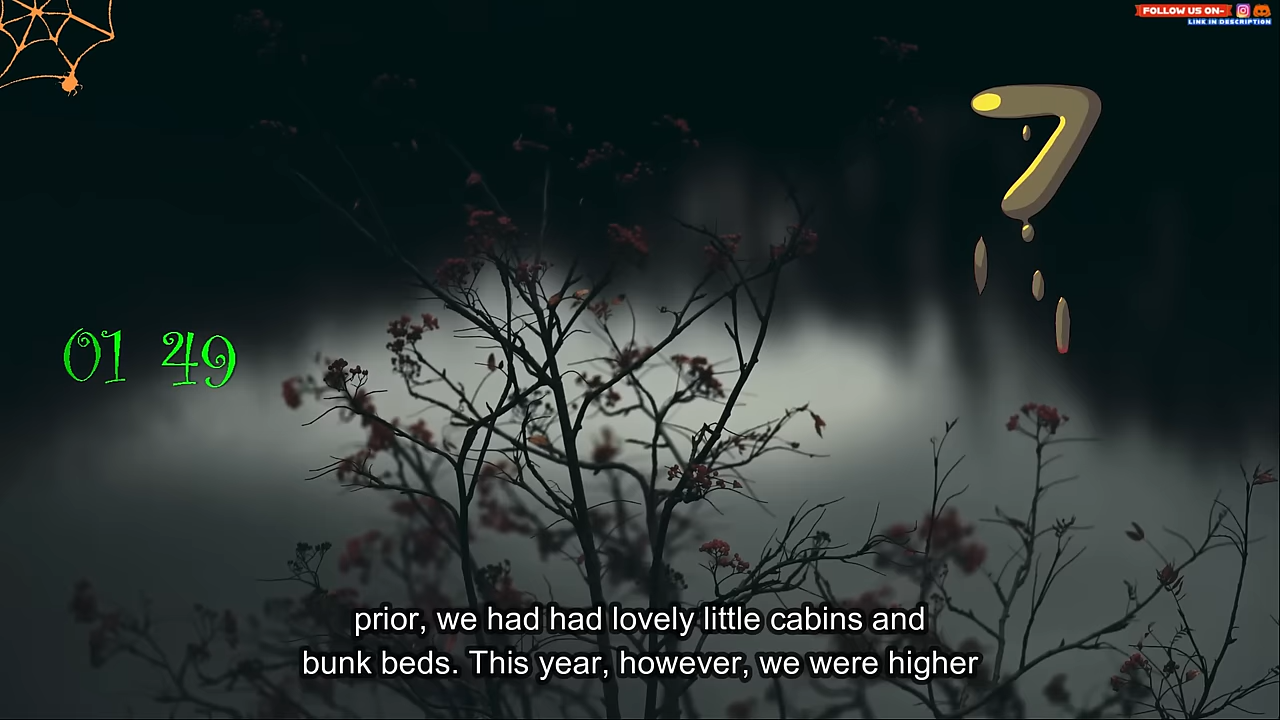 FOLLOW US ON-
LINK IN DESCRIPTION
7
01 49
prior, we had had lovely little cabins and
bunk beds. This year, however, we were higher